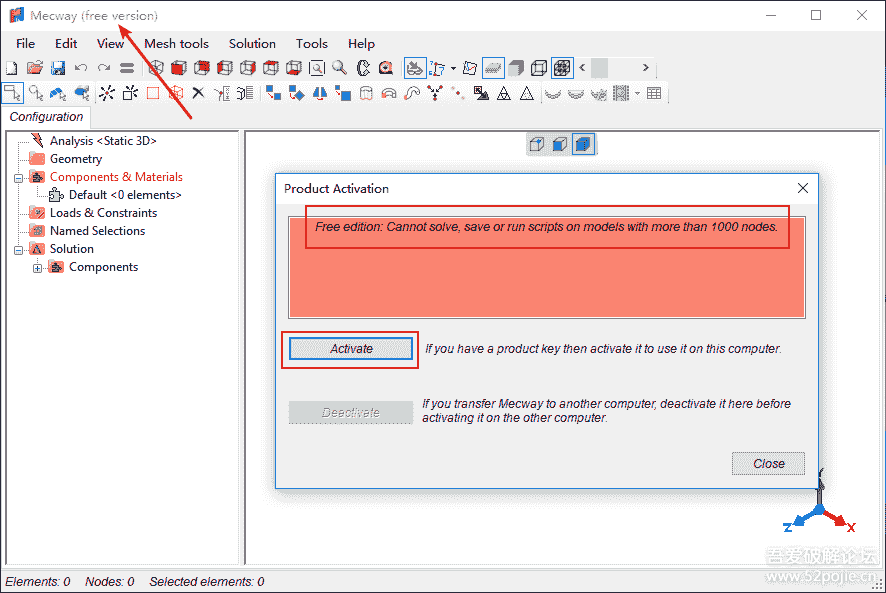 Mecway (free version)
File Edit View Mesh tools Solution Tools Help
Configuration
Analysis <Static 3D>
Geometry
Components & Materials
Default <0 elements>
Loads & Constraints
Named Selections
Solution
Components
Product Activation
Free edition: Cannot solve, save or run scripts on models with more than 1000 nodes.
Activate
If you have a product key then activate it to use it on this computer.
Deactivate
If you transfer Mecway to another computer, deactivate it here before
activating it on the other computer.
Close
Y
Z
X
吾爱破解论坛
www.52pojie.cn
Elements: 0 Nodes: 0 Selected elements: 0